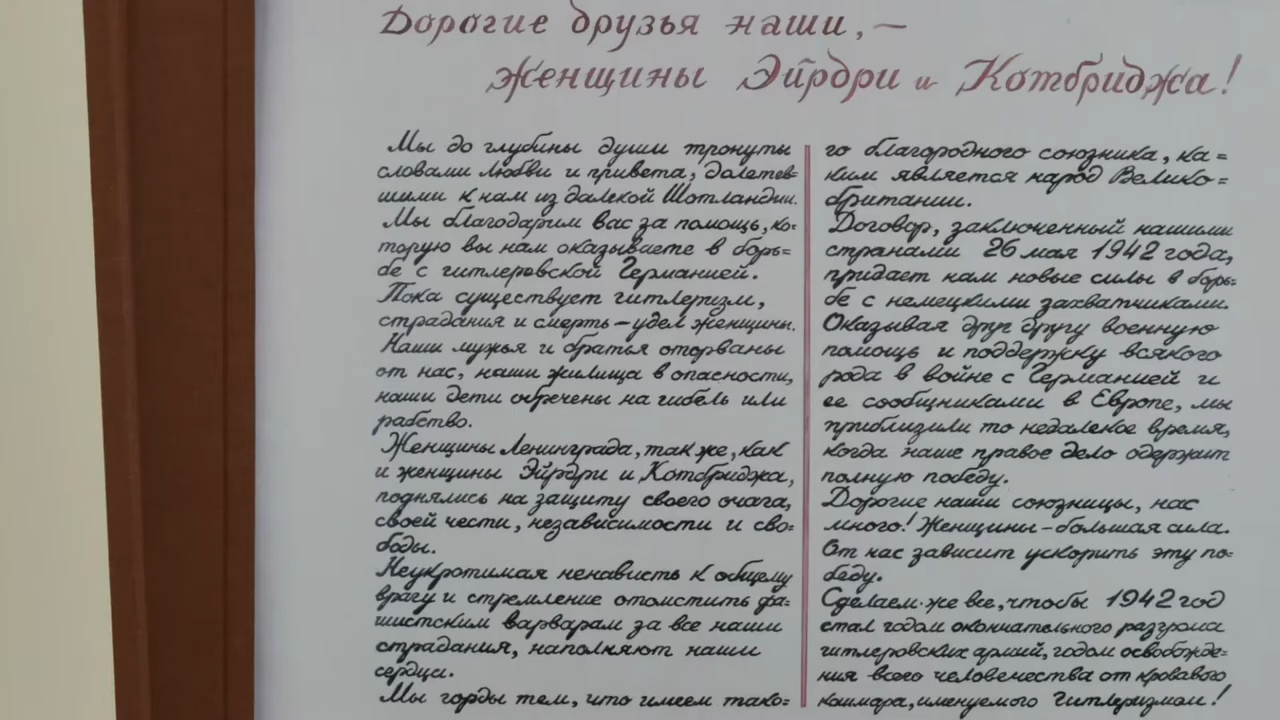 Дорогие друзья наши, —
женщины Эйрдри и Котбриджа!
Мы до глубины души тронуты
словами любви и привета, долетев=
шими к нам из далекой Шотландии.
Мы благодарим вас за помощь, ко=
торую вы нам оказываете в борь=
бе с гитлеровской Германией.
Пока существует гитлеризм,
страдания и смерть – удел женщины.
Наши мужья и братья оторваны
от нас, наши жилища в опасности,
наши дети обречены на гибель или
рабство.
Женщины Ленинграда, так же, как
и женщины Эйрдри и Котбриджа,
поднялись на защиту своего очага,
своей чести, независимости и сво=
боды.
Неукротимая ненависть к общему
врагу и стремление отомстить фа=
шистским варварам за все наши
страдания, наполняют наши
сердца.
Мы горды тем, что имеем тако=
го благородного союзника, ка=
ким является народ Велико=
британии.
Договор, заключенный нашими
странами 26 мая 1942 года,
придает нам новые силы в борь=
бе с немецкими захватчиками.
Оказывая друг другу военную
помощь и поддержку всякого
рода в войне с Германией и
ее сообщниками в Европе, мы
приблизили то недалекое время,
когда наше правое дело одержит
полную победу.
Дорогие наши союзницы, нас
много! Женщины – большая сила.
От нас зависит ускорить эту по=
беду.
Сделаем же все, чтобы 1942 год
стал годом окончательного разгрома
гитлеровских армий, годом освобожде=
ния всего человечества от кровавого
кошмара, именуемого Гитлеризмом!